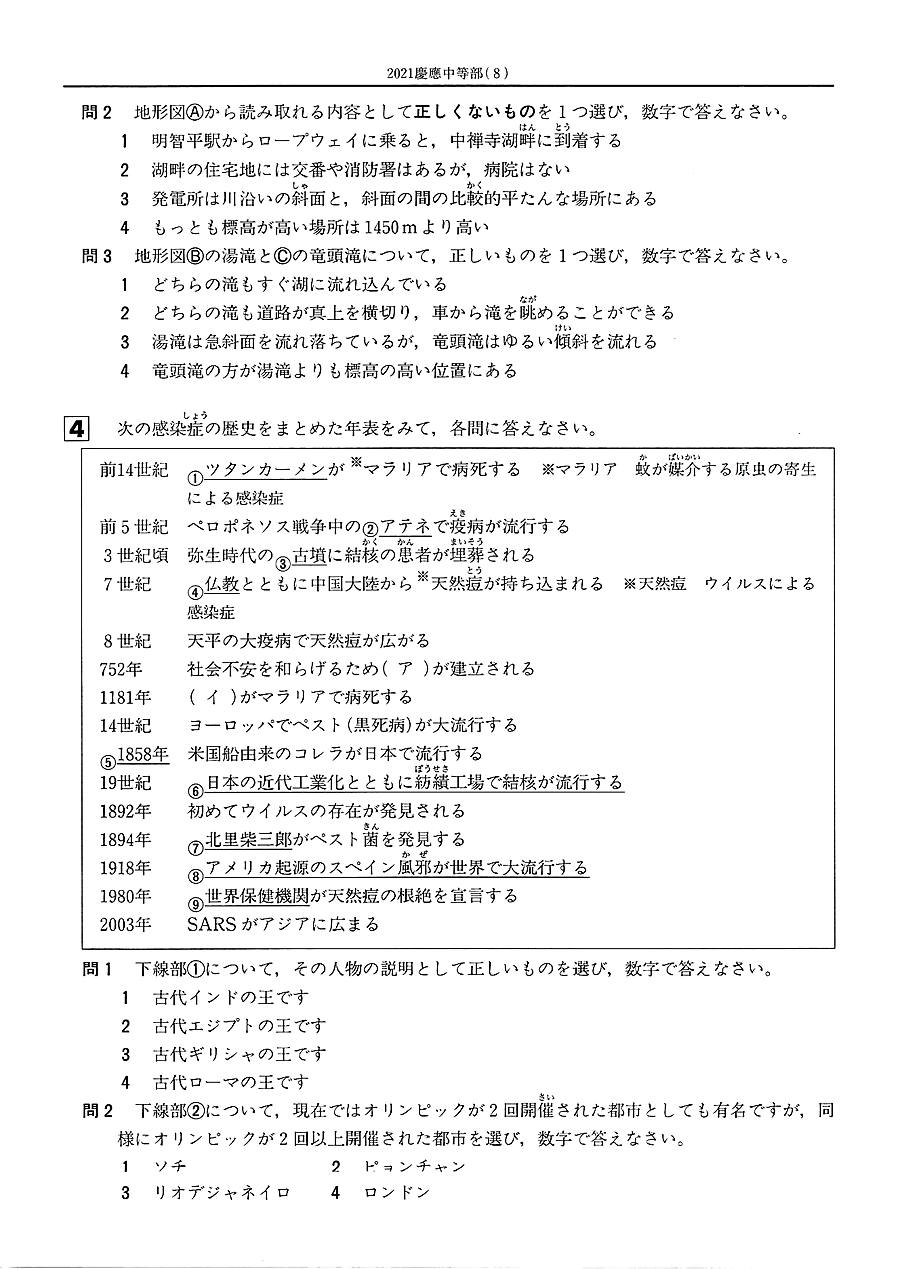 2021慶應中等部(8)
問2 地形図Ⓐから読み取れる内容として正しくないものを1つ選び，数字で答えなさい。
1 明智平駅からロープウェイに乗ると，中禅寺湖畔に到着する
2 湖畔の住宅地には交番や消防署はあるが，病院はない
3 発電所は川沿いの斜面と，斜面の間の比較的平たんな場所にある
4 もっとも標高が高い場所は1450mより高い
問3 地形図Ⓑの湯滝とⒸの竜頭滝について，正しいものを1つ選び，数字で答えなさい。
1 どちらの滝もすぐ湖に流れ込んでいる
2 どちらの滝も道路が真上を横切り，車から滝を眺めることができる
3 湯滝は急斜面を流れ落ちているが，竜頭滝はゆるい傾斜を流れる
4 竜頭滝の方が湯滝よりも標高の高い位置にある
4 次の感染症の歴史をまとめた年表をみて，各問に答えなさい。
前14世紀 ①ツタンカーメンが※マラリアで病死する ※マラリア 蚊が媒介する原虫の寄生
による感染症
前5世紀 ペロポネソス戦争中の②アテネで疫病が流行する
3世紀頃 弥生時代の③古墳に結核の患者が埋葬される
7世紀 ④仏教とともに中国大陸から※天然痘が持ち込まれる ※天然痘 ウイルスによる
感染症
8世紀 天平の大疫病で天然痘が広がる
752年 社会不安を和らげるため( ア )が建立される
1181年 ( イ )がマラリアで病死する
14世紀 ヨーロッパでペスト(黒死病)が大流行する
⑤1858年 米国船由来のコレラが日本で流行する
19世紀 ⑥日本の近代工業化とともに紡績工場で結核が流行する
1892年 初めてウイルスの存在が発見される
1894年 ⑦北里柴三郎がペスト菌を発見する
1918年 ⑧アメリカ起源のスペイン風邪が世界で大流行する
1980年 ⑨世界保健機関が天然痘の根絶を宣言する
2003年 SARSがアジアに広まる
問1 下線部①について，その人物の説明として正しいものを選び，数字で答えなさい。
1 古代インドの王です
2 古代エジプトの王です
3 古代ギリシャの王です
4 古代ローマの王です
問2 下線部②について，現在ではオリンピックが2回開催された都市としても有名ですが，同
様にオリンピックが2回以上開催された都市を選び，数字で答えなさい。
1 ソチ 2 ピョンチャン
3 リオデジャネイロ 4 ロンドン